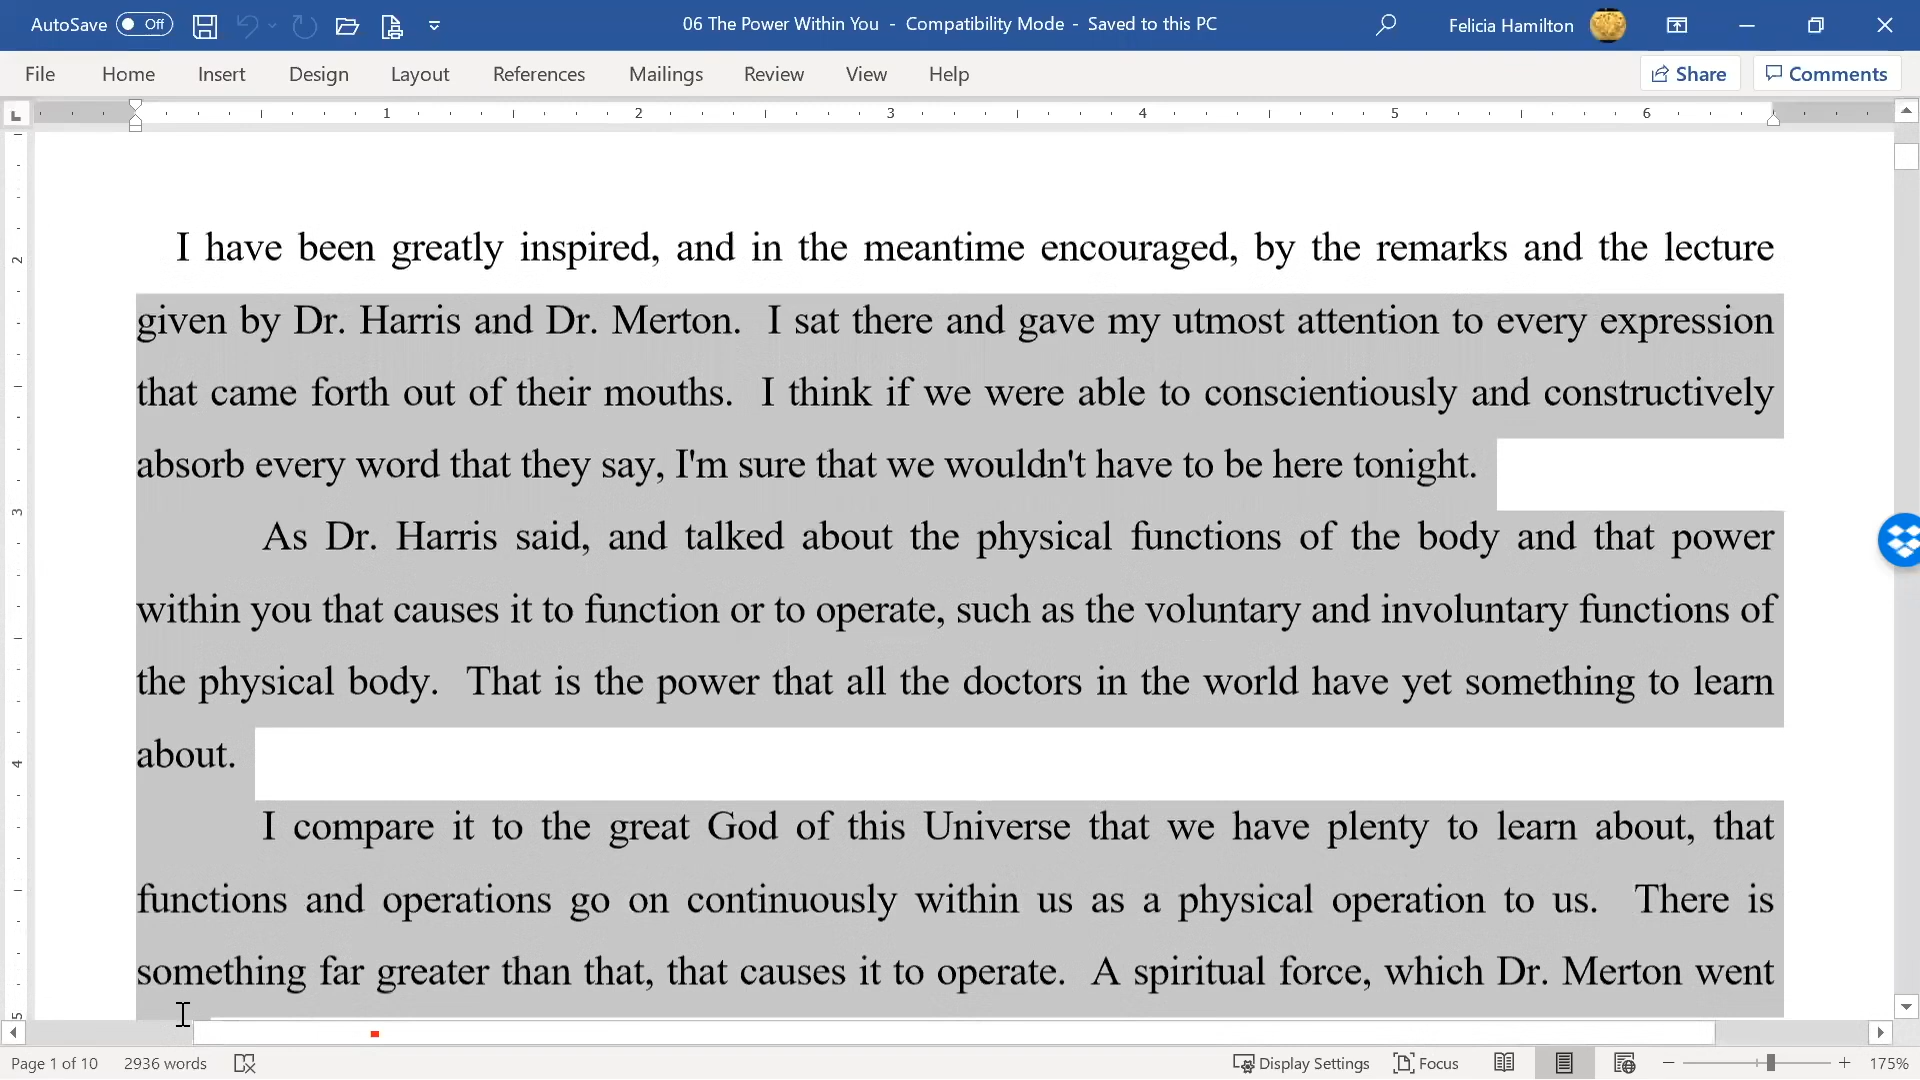 AutoSave Off 06 The Power Within You - Compatibility Mode - Saved to this PC Felicia Hamilton
File Home Insert Design Layout References Mailings Review View Help Share Comments
1 2 3 4 5 6
I have been greatly inspired, and in the meantime encouraged, by the remarks and the lecture
given by Dr. Harris and Dr. Merton. I sat there and gave my utmost attention to every expression
that came forth out of their mouths. I think if we were able to conscientiously and constructively
absorb every word that they say, I'm sure that we wouldn't have to be here tonight.
As Dr. Harris said, and talked about the physical functions of the body and that power
within you that causes it to function or to operate, such as the voluntary and involuntary functions of
the physical body. That is the power that all the doctors in the world have yet something to learn
about.
I compare it to the great God of this Universe that we have plenty to learn about, that
functions and operations go on continuously within us as a physical operation to us. There is
something far greater than that, that causes it to operate. A spiritual force, which Dr. Merton went
2
3
4
5
Page 1 of 10 2936 words Display Settings Focus 175%